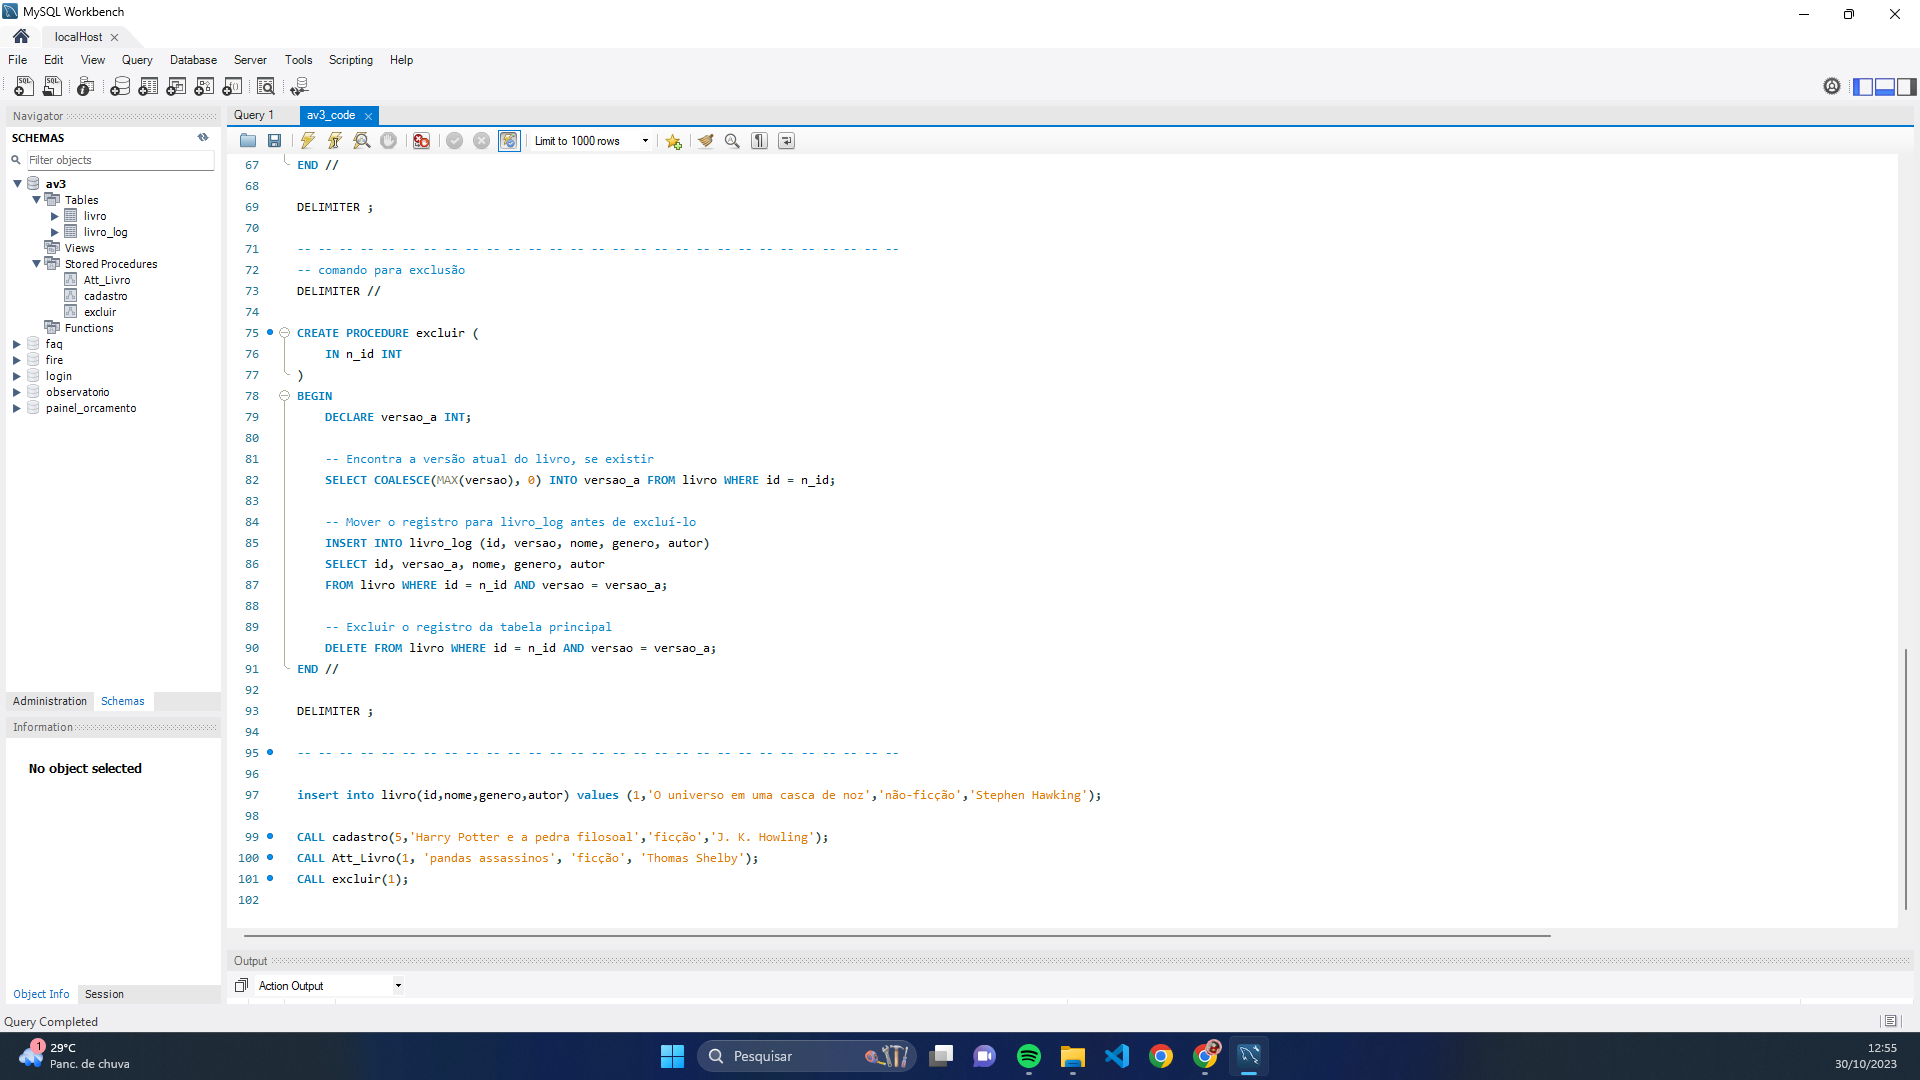 MySQL Workbench
localHost
File Edit View Query Database Server Tools Scripting Help
Navigator
SCHEMAS
Filter objects
av3
Tables
livro
livro_log
Views
Stored Procedures
Att_Livro
cadastro
excluir
Functions
faq
fire
login
observatorio
painel_orcamento
Administration Schemas
Information
No object selected
Object Info Session
Query 1 av3_code
Limit to 1000 rows
67 END //
68
69 DELIMITER ;
70
71 -- -- -- -- -- -- -- -- -- -- -- -- -- -- -- -- -- -- -- -- -- -- -- -- -- -- -- -- --
72 -- comando para exclusão
73 DELIMITER //
74
75 CREATE PROCEDURE excluir (
76 IN n_id INT
77 )
78 BEGIN
79 DECLARE versao_a INT;
80
81 -- Encontra a versão atual do livro, se existir
82 SELECT COALESCE(MAX(versao), 0) INTO versao_a FROM livro WHERE id = n_id;
83
84 -- Mover o registro para livro_log antes de excluí-lo
85 INSERT INTO livro_log (id, versao, nome, genero, autor)
86 SELECT id, versao_a, nome, genero, autor
87 FROM livro WHERE id = n_id AND versao = versao_a;
88
89 -- Excluir o registro da tabela principal
90 DELETE FROM livro WHERE id = n_id AND versao = versao_a;
91 END //
92
93 DELIMITER ;
94
95 -- -- -- -- -- -- -- -- -- -- -- -- -- -- -- -- -- -- -- -- -- -- -- -- -- -- -- -- --
96
97 insert into livro(id,nome,genero,autor) values (1,'O universo em uma casca de noz','não-ficção','Stephen Hawking');
98
99 CALL cadastro(5,'Harry Potter e a pedra filosoal','ficção','J. K. Howling');
100 CALL Att_Livro(1, 'pandas assassinos', 'ficção', 'Thomas Shelby');
101 CALL excluir(1);
102
Output
Action Output
Query Completed
1
29°C
Panc. de chuva
Pesquisar
12:55
30/10/2023